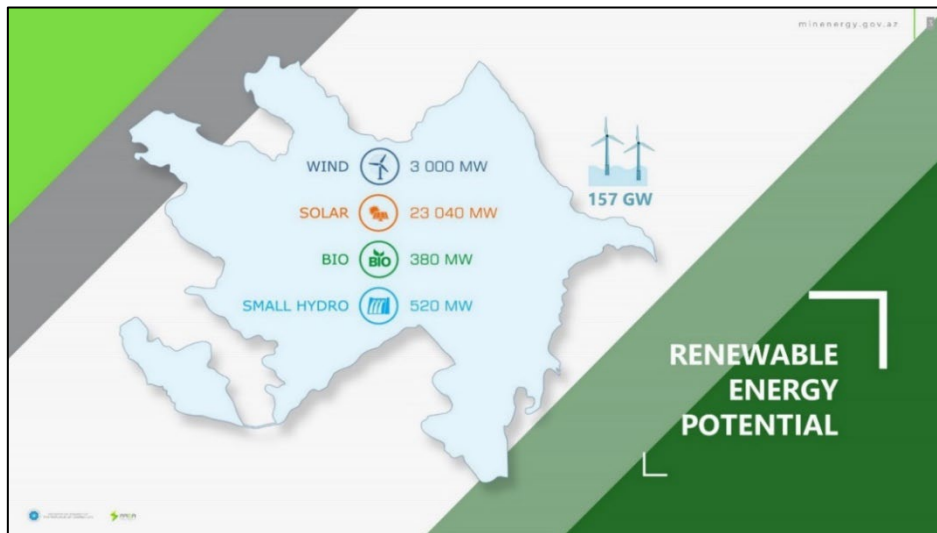 minenergy.gov.az
WIND 3 000 MW
SOLAR 23 040 MW
BIO BIO 380 MW
SMALL HYDRO 520 MW
157 GW
RENEWABLE
ENERGY
POTENTIAL